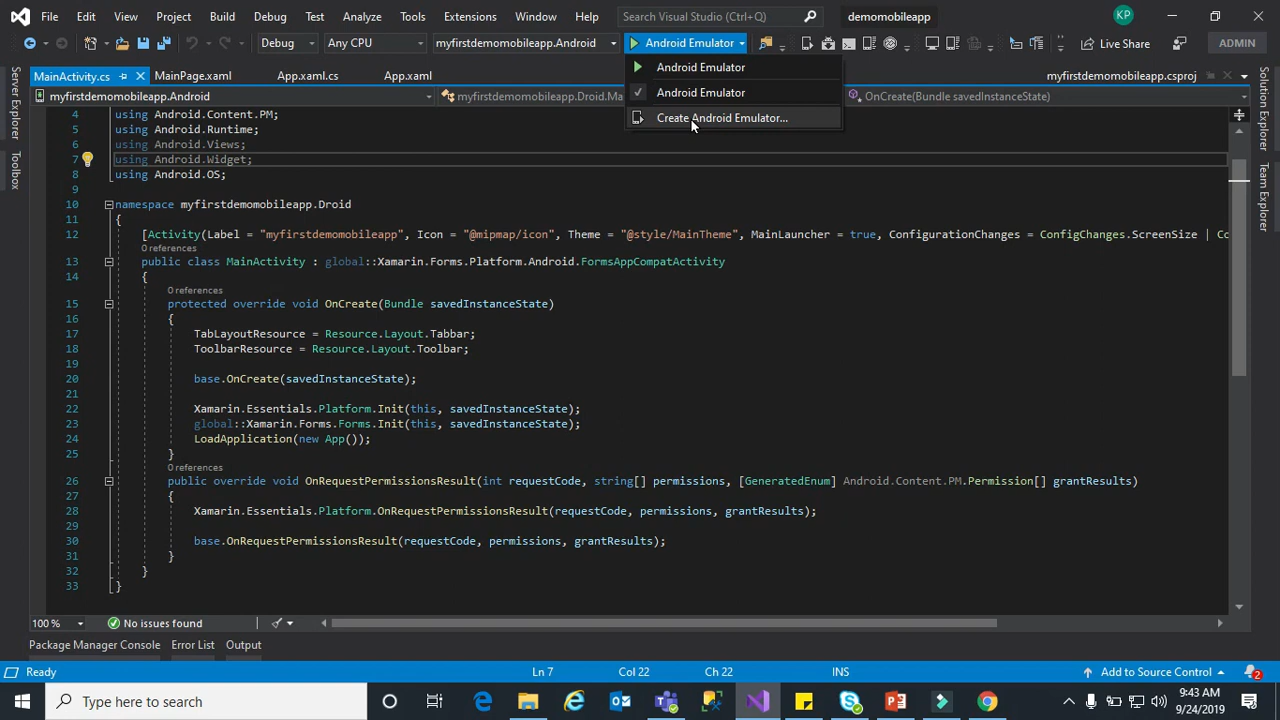 File Edit View Project Build Debug Test Analyze Tools Extensions Window Help Search Visual Studio (Ctrl+Q) demomobileapp KP
Debug Any CPU myfirstdemomobileapp.Android Android Emulator Live Share ADMIN
Android Emulator
Android Emulator
Create Android Emulator...
MainActivity.cs MainPage.xaml App.xaml.cs App.xaml myfirstdemomobileapp.csproj
myfirstdemomobileapp.Android myfirstdemomobileapp.Droid.Ma OnCreate(Bundle savedInstanceState)
Server Explorer
Toolbox
Solution Explorer
Team Explorer
4 using Android.Content.PM;
5 using Android.Runtime;
6 using Android.Views;
7 using Android.Widget;
8 using Android.OS;
9
10 namespace myfirstdemomobileapp.Droid
11 {
12 [Activity(Label = "myfirstdemomobileapp", Icon = "@mipmap/icon", Theme = "@style/MainTheme", MainLauncher = true, ConfigurationChanges = ConfigChanges.ScreenSize | Co
0 references
13 public class MainActivity : global::Xamarin.Forms.Platform.Android.FormsAppCompatActivity
14 {
0 references
15 protected override void OnCreate(Bundle savedInstanceState)
16 {
17 TabLayoutResource = Resource.Layout.Tabbar;
18 ToolbarResource = Resource.Layout.Toolbar;
19
20 base.OnCreate(savedInstanceState);
21
22 Xamarin.Essentials.Platform.Init(this, savedInstanceState);
23 global::Xamarin.Forms.Forms.Init(this, savedInstanceState);
24 LoadApplication(new App());
25 }
0 references
26 public override void OnRequestPermissionsResult(int requestCode, string[] permissions, [GeneratedEnum] Android.Content.PM.Permission[] grantResults)
27 {
28 Xamarin.Essentials.Platform.OnRequestPermissionsResult(requestCode, permissions, grantResults);
29
30 base.OnRequestPermissionsResult(requestCode, permissions, grantResults);
31 }
32 }
33 }
100 % No issues found
Package Manager Console Error List Output
Ready Ln 7 Col 22 Ch 22 INS Add to Source Control 2
Type here to search
9:43 AM
9/24/2019